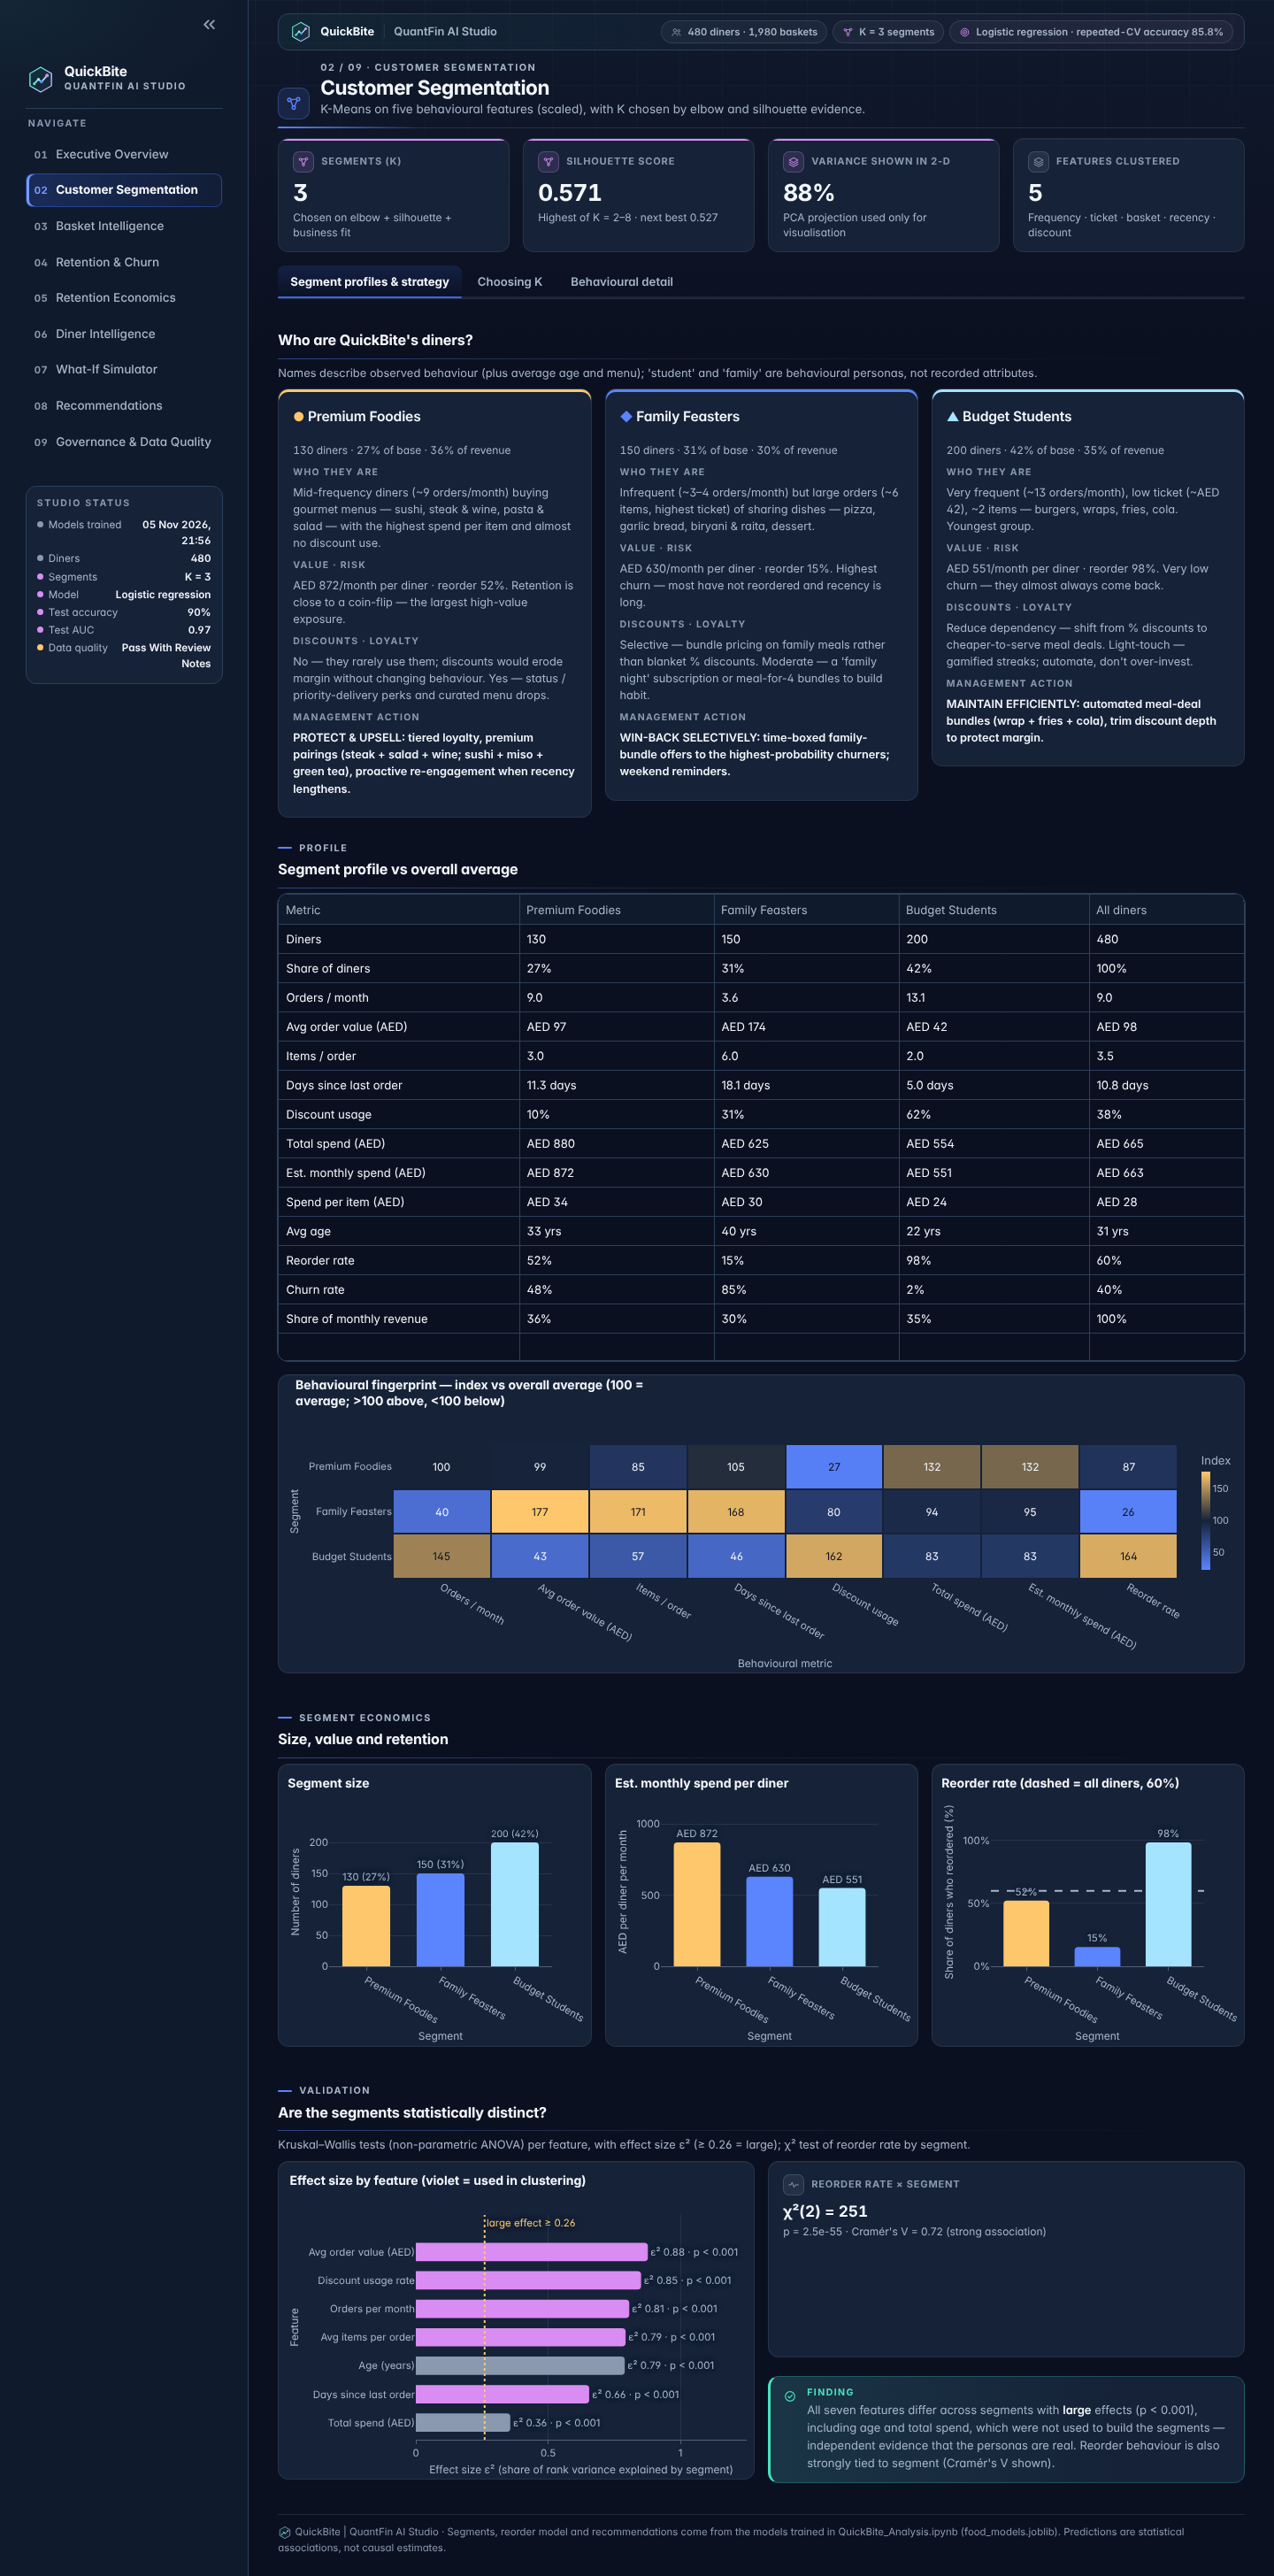 QuickBite
QUANTFIN AI STUDIO
NAVIGATE
01 Executive Overview
02 Customer Segmentation
03 Basket Intelligence
04 Retention & Churn
05 Retention Economics
06 Diner Intelligence
07 What-If Simulator
08 Recommendations
09 Governance & Data Quality
STUDIO STATUS
Models trained 05 Nov 2026,
21:56
Diners 480
Segments K = 3
Model Logistic regression
Test accuracy 90%
Test AUC 0.97
Data quality Pass With Review
Notes
QuickBite QuantFin AI Studio
480 diners · 1,980 baskets
K = 3 segments
Logistic regression · repeated-CV accuracy 85.8%
02 / 09 · CUSTOMER SEGMENTATION
Customer Segmentation
K-Means on five behavioural features (scaled), with K chosen by elbow and silhouette evidence.
SEGMENTS (K)
3
Chosen on elbow + silhouette +
business fit
SILHOUETTE SCORE
0.571
Highest of K = 2–8 · next best 0.527
VARIANCE SHOWN IN 2-D
88%
PCA projection used only for
visualisation
FEATURES CLUSTERED
5
Frequency · ticket · basket · recency ·
discount
Segment profiles & strategy Choosing K Behavioural detail
Who are QuickBite's diners?
Names describe observed behaviour (plus average age and menu); 'student' and 'family' are behavioural personas, not recorded attributes.
Premium Foodies
130 diners · 27% of base · 36% of revenue
WHO THEY ARE
Mid-frequency diners (~9 orders/month) buying
gourmet menus — sushi, steak & wine, pasta &
salad — with the highest spend per item and almost
no discount use.
VALUE · RISK
AED 872/month per diner · reorder 52%. Retention is
close to a coin-flip — the largest high-value
exposure.
DISCOUNTS · LOYALTY
No — they rarely use them; discounts would erode
margin without changing behaviour. Yes — status /
priority-delivery perks and curated menu drops.
MANAGEMENT ACTION
PROTECT & UPSELL: tiered loyalty, premium
pairings (steak + salad + wine; sushi + miso +
green tea), proactive re-engagement when recency
lengthens.
Family Feasters
150 diners · 31% of base · 30% of revenue
WHO THEY ARE
Infrequent (~3–4 orders/month) but large orders (~6
items, highest ticket) of sharing dishes — pizza,
garlic bread, biryani & raita, dessert.
VALUE · RISK
AED 630/month per diner · reorder 15%. Highest
churn — most have not reordered and recency is
long.
DISCOUNTS · LOYALTY
Selective — bundle pricing on family meals rather
than blanket % discounts. Moderate — a 'family
night' subscription or meal-for-4 bundles to build
habit.
MANAGEMENT ACTION
WIN-BACK SELECTIVELY: time-boxed family-
bundle offers to the highest-probability churners;
weekend reminders.
Budget Students
200 diners · 42% of base · 35% of revenue
WHO THEY ARE
Very frequent (~13 orders/month), low ticket (~AED
42), ~2 items — burgers, wraps, fries, cola.
Youngest group.
VALUE · RISK
AED 551/month per diner · reorder 98%. Very low
churn — they almost always come back.
DISCOUNTS · LOYALTY
Reduce dependency — shift from % discounts to
cheaper-to-serve meal deals. Light-touch —
gamified streaks; automate, don't over-invest.
MANAGEMENT ACTION
MAINTAIN EFFICIENTLY: automated meal-deal
bundles (wrap + fries + cola), trim discount depth
to protect margin.
PROFILE
Segment profile vs overall average
Metric Premium Foodies Family Feasters Budget Students All diners
Diners 130 150 200 480
Share of diners 27% 31% 42% 100%
Orders / month 9.0 3.6 13.1 9.0
Avg order value (AED) AED 97 AED 174 AED 42 AED 98
Items / order 3.0 6.0 2.0 3.5
Days since last order 11.3 days 18.1 days 5.0 days 10.8 days
Discount usage 10% 31% 62% 38%
Total spend (AED) AED 880 AED 625 AED 554 AED 665
Est. monthly spend (AED) AED 872 AED 630 AED 551 AED 663
Spend per item (AED) AED 34 AED 30 AED 24 AED 28
Avg age 33 yrs 40 yrs 22 yrs 31 yrs
Reorder rate 52% 15% 98% 60%
Churn rate 48% 85% 2% 40%
Share of monthly revenue 36% 30% 35% 100%
Behavioural fingerprint — index vs overall average (100 =
average; >100 above, <100 below)
Segment
Premium Foodies 100 99 85 105 27 132 132 87
Family Feasters 40 177 171 168 80 94 95 26
Budget Students 145 43 57 46 162 83 83 164
Orders / month
Avg order value (AED)
Items / order
Days since last order
Discount usage
Total spend (AED)
Est. monthly spend (AED)
Reorder rate
Behavioural metric
Index
150
100
50
SEGMENT ECONOMICS
Size, value and retention
Segment size
Number of diners
200
150
100
50
0
130 (27%)
150 (31%)
200 (42%)
Premium Foodies
Family Feasters
Budget Students
Segment
Est. monthly spend per diner
AED per diner per month
1000
500
0
AED 872
AED 630
AED 551
Premium Foodies
Family Feasters
Budget Students
Segment
Reorder rate (dashed = all diners, 60%)
Share of diners who reordered (%)
100%
50%
0%
52%
15%
98%
Premium Foodies
Family Feasters
Budget Students
Segment
VALIDATION
Are the segments statistically distinct?
Kruskal–Wallis tests (non-parametric ANOVA) per feature, with effect size ε² (≥ 0.26 = large); χ² test of reorder rate by segment.
Effect size by feature (violet = used in clustering)
large effect ≥ 0.26
Feature
Avg order value (AED) ε² 0.88 · p < 0.001
Discount usage rate ε² 0.85 · p < 0.001
Orders per month ε² 0.81 · p < 0.001
Avg items per order ε² 0.79 · p < 0.001
Age (years) ε² 0.79 · p < 0.001
Days since last order ε² 0.66 · p < 0.001
Total spend (AED) ε² 0.36 · p < 0.001
0 0.5 1
Effect size ε² (share of rank variance explained by segment)
REORDER RATE × SEGMENT
χ²(2) = 251
p = 2.5e-55 · Cramér's V = 0.72 (strong association)
FINDING
All seven features differ across segments with large effects (p < 0.001),
including age and total spend, which were not used to build the segments —
independent evidence that the personas are real. Reorder behaviour is also
strongly tied to segment (Cramér's V shown).
QuickBite | QuantFin AI Studio · Segments, reorder model and recommendations come from the models trained in QuickBite_Analysis.ipynb (food_models.joblib). Predictions are statistical
associations, not causal estimates.